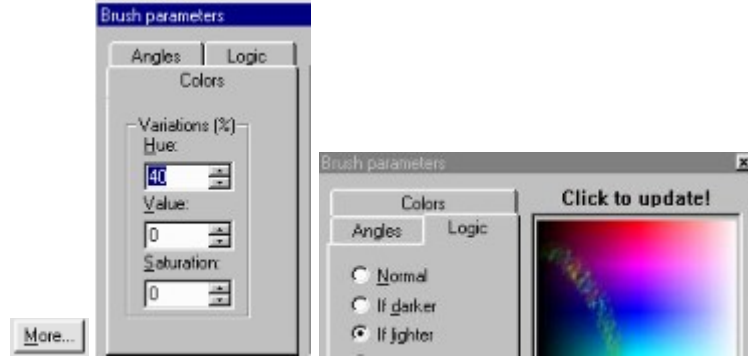 More...
Brush parameters
Angles Logic
Colors
Variations (%)
Hue:
40
Value:
0
Saturation:
0
Brush parameters
Colors
Angles Logic
Normal
If darker
If lighter
Click to update!